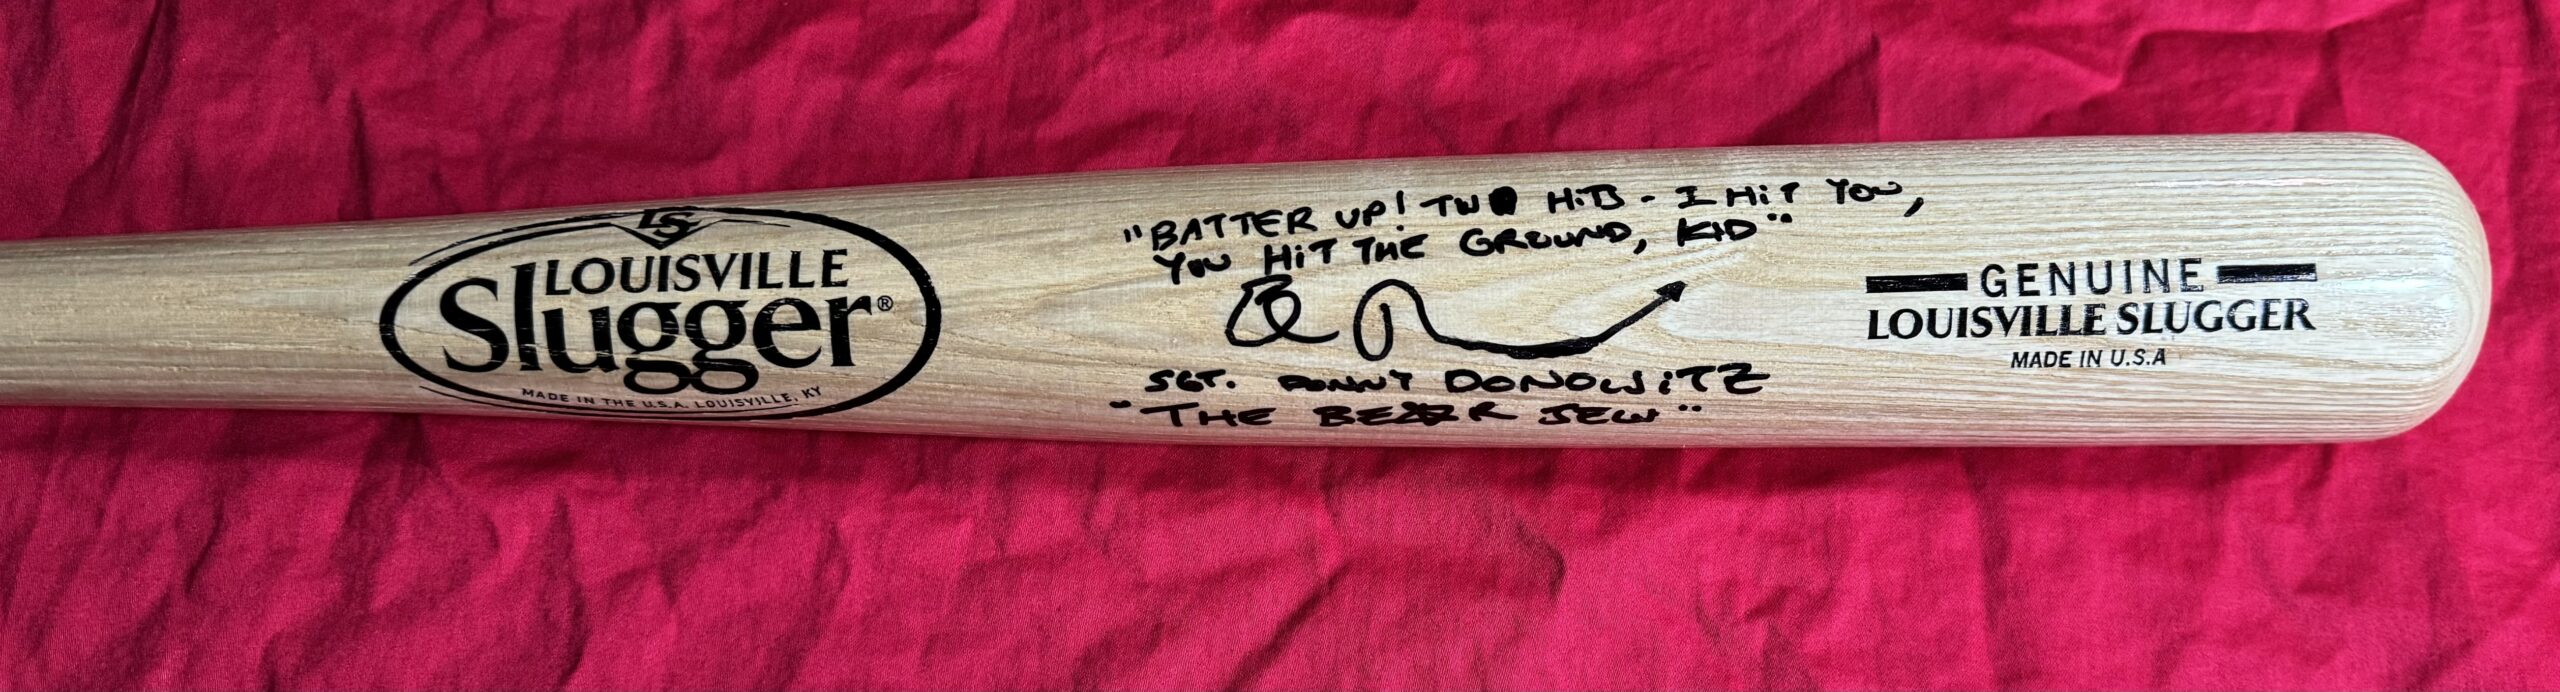 LS
LOUISVILLE
Slugger®
MADE IN THE U.S.A. LOUISVILLE, KY
"BATTER UP! TWO HITS - I HIT YOU,
YOU HIT THE GROUND, KID"
SGT. DONNY DONOWITZ
"THE BEAR JEW"
GENUINE
LOUISVILLE SLUGGER
MADE IN U.S.A